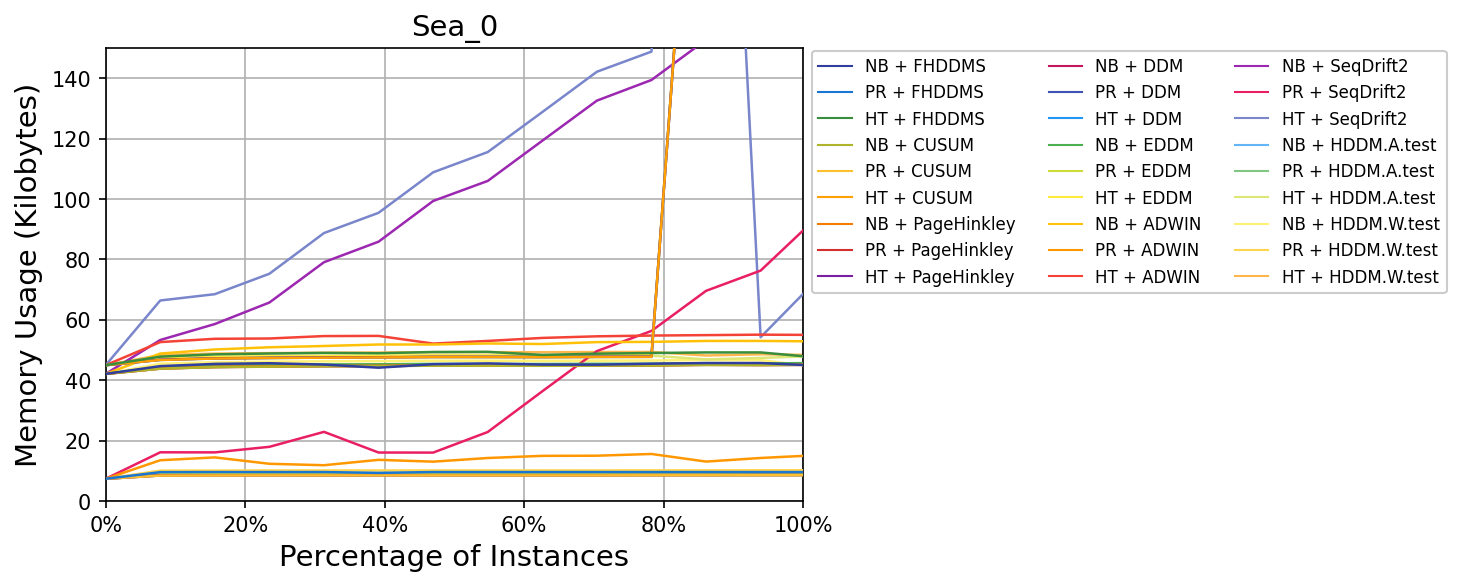 Sea_0
Memory Usage (Kilobytes)
140
120
100
80
60
40
20
0
0%
20%
40%
60%
80%
100%
Percentage of Instances
NB + FHDDMS
PR + FHDDMS
HT + FHDDMS
NB + CUSUM
PR + CUSUM
HT + CUSUM
NB + PageHinkley
PR + PageHinkley
HT + PageHinkley
NB + DDM
PR + DDM
HT + DDM
NB + EDDM
PR + EDDM
HT + EDDM
NB + ADWIN
PR + ADWIN
HT + ADWIN
NB + SeqDrift2
PR + SeqDrift2
HT + SeqDrift2
NB + HDDM.A.test
PR + HDDM.A.test
HT + HDDM.A.test
NB + HDDM.W.test
PR + HDDM.W.test
HT + HDDM.W.test